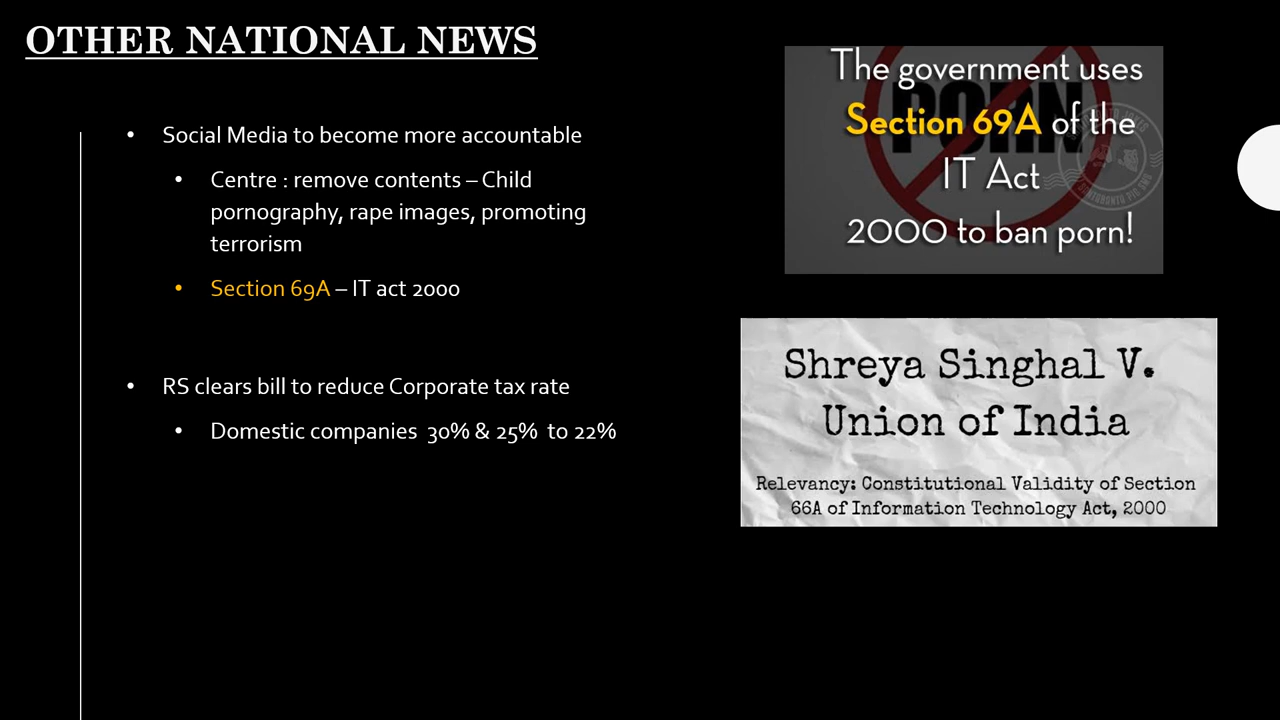 OTHER NATIONAL NEWS
• Social Media to become more accountable
• Centre : remove contents – Child
pornography, rape images, promoting
terrorism
• Section 69A – IT act 2000
• RS clears bill to reduce Corporate tax rate
• Domestic companies 30% & 25% to 22%
PORN
The government uses
Section 69A of the
IT Act
2000 to ban porn!
Shreya Singhal V.
Union of India
Relevancy: Constitutional Validity of Section
66A of Information Technology Act, 2000